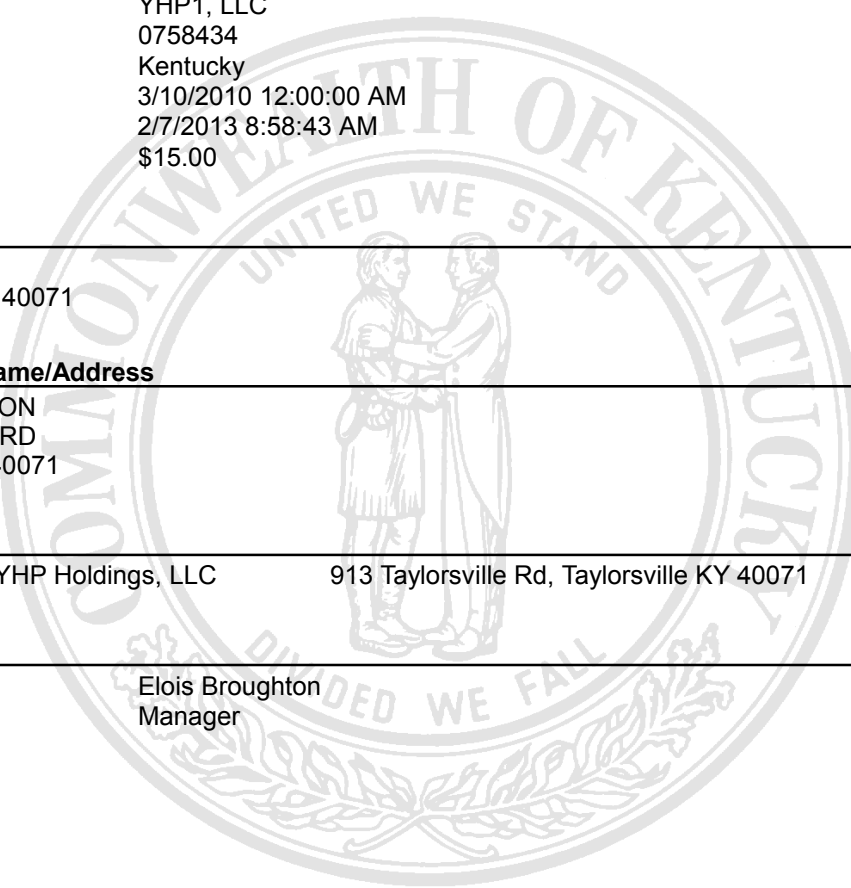 YHP1, LLC
0758434
Kentucky
3/10/2010 12:00:00 AM
2/7/2013 8:58:43 AM
$15.00
40071
ame/Address
ON
RD
40071
YHP Holdings, LLC 913 Taylorsville Rd, Taylorsville KY 40071
Elois Broughton
Manager
COMMONWEALTH OF KENTUCKY
UNITED WE STAND
DIVIDED WE FALL